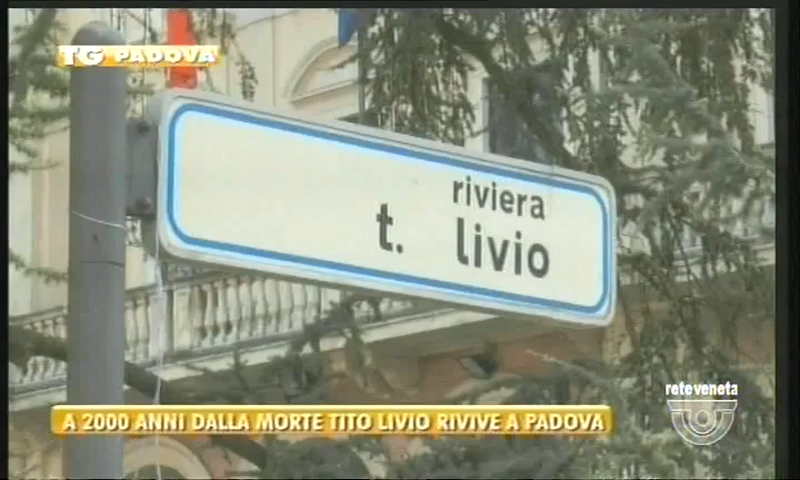 TG PADOVA
riviera
t. livio
A 2000 ANNI DALLA MORTE TITO LIVIO RIVIVE A PADOVA
reteveneta